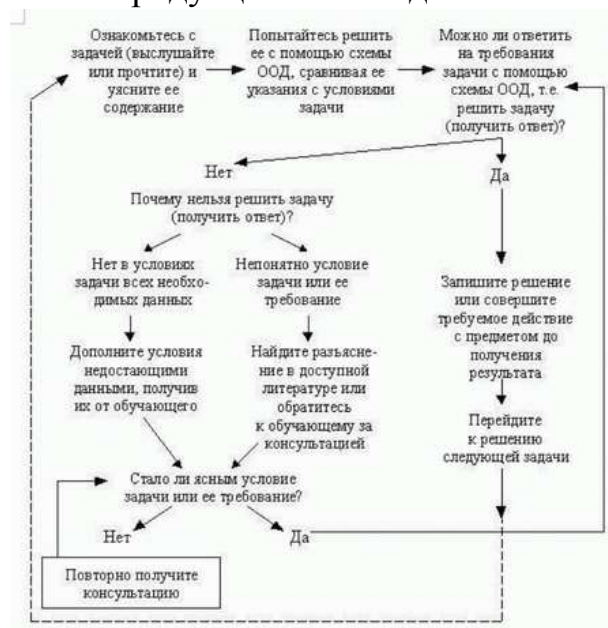 Ознакомьтесь с
задачей (выслушайте
или прочтите) и
уясните ее
содержание
Попытайтесь решить
ее с помощью схемы
ООД, сравнивая ее
указания с условиями
задачи
Можно ли ответить
на требования
задачи с помощью
схемы ООД, т.е.
решить задачу
(получить ответ)?
Нет
Да
Почему нельзя решить задачу
(получить ответ)?
Нет в условиях
задачи всех необхо-
димых данных
Непонятно условие
задачи или ее
требование
Запишите решение
или совершите
требуемое действие
с предметом до
получения
результата
Дополните условия
недостающими
данными, получив
их от обучающего
Найдите разъясне-
ние в доступной
литературе или
обратитесь
к обучающему за
консультацией
Перейдите
к решению
следующей задачи
Стало ли ясным условие
задачи или ее требование?
Нет
Да
Повторно получите
консультацию